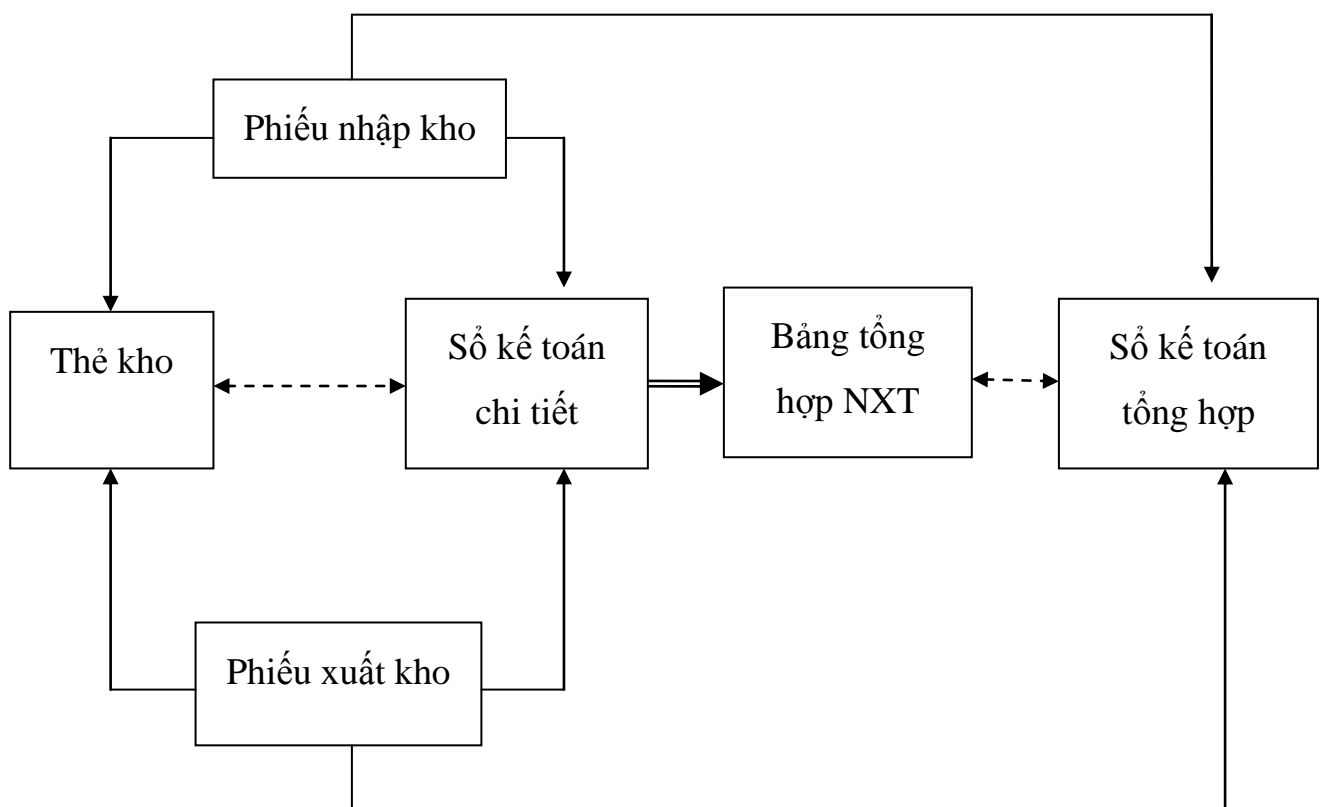 Phiếu nhập kho
Thẻ kho
Sổ kế toán
chi tiết
Bảng tổng
hợp NXT
Sổ kế toán
tổng hợp
Phiếu xuất kho